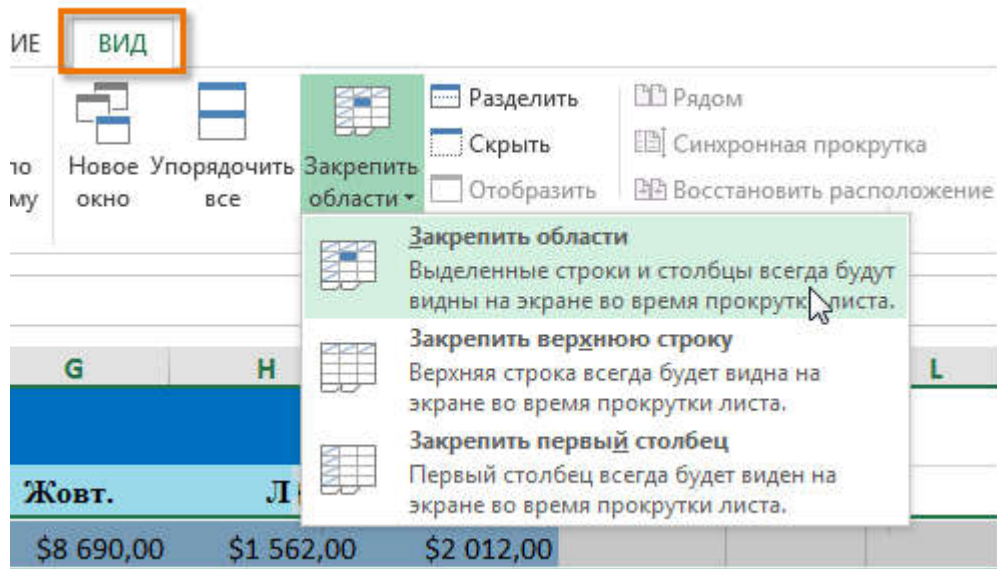 ИЕ ВИД
Разделить Рядом
Скрыть Синхронная прокрутка
по Новое Упорядочить Закрепить
му окно все области Отобразить Восстановить расположение
Закрепить области
Выделенные строки и столбцы всегда будут
видны на экране во время прокрутки листа.
Закрепить верхнюю строку
G H L
Верхняя строка всегда будет видна на
экране во время прокрутки листа.
Закрепить первый столбец
Первый столбец всегда будет виден на
Жовт. Л
экране во время прокрутки листа.
$8 690,00 $1 562,00 $2 012,00